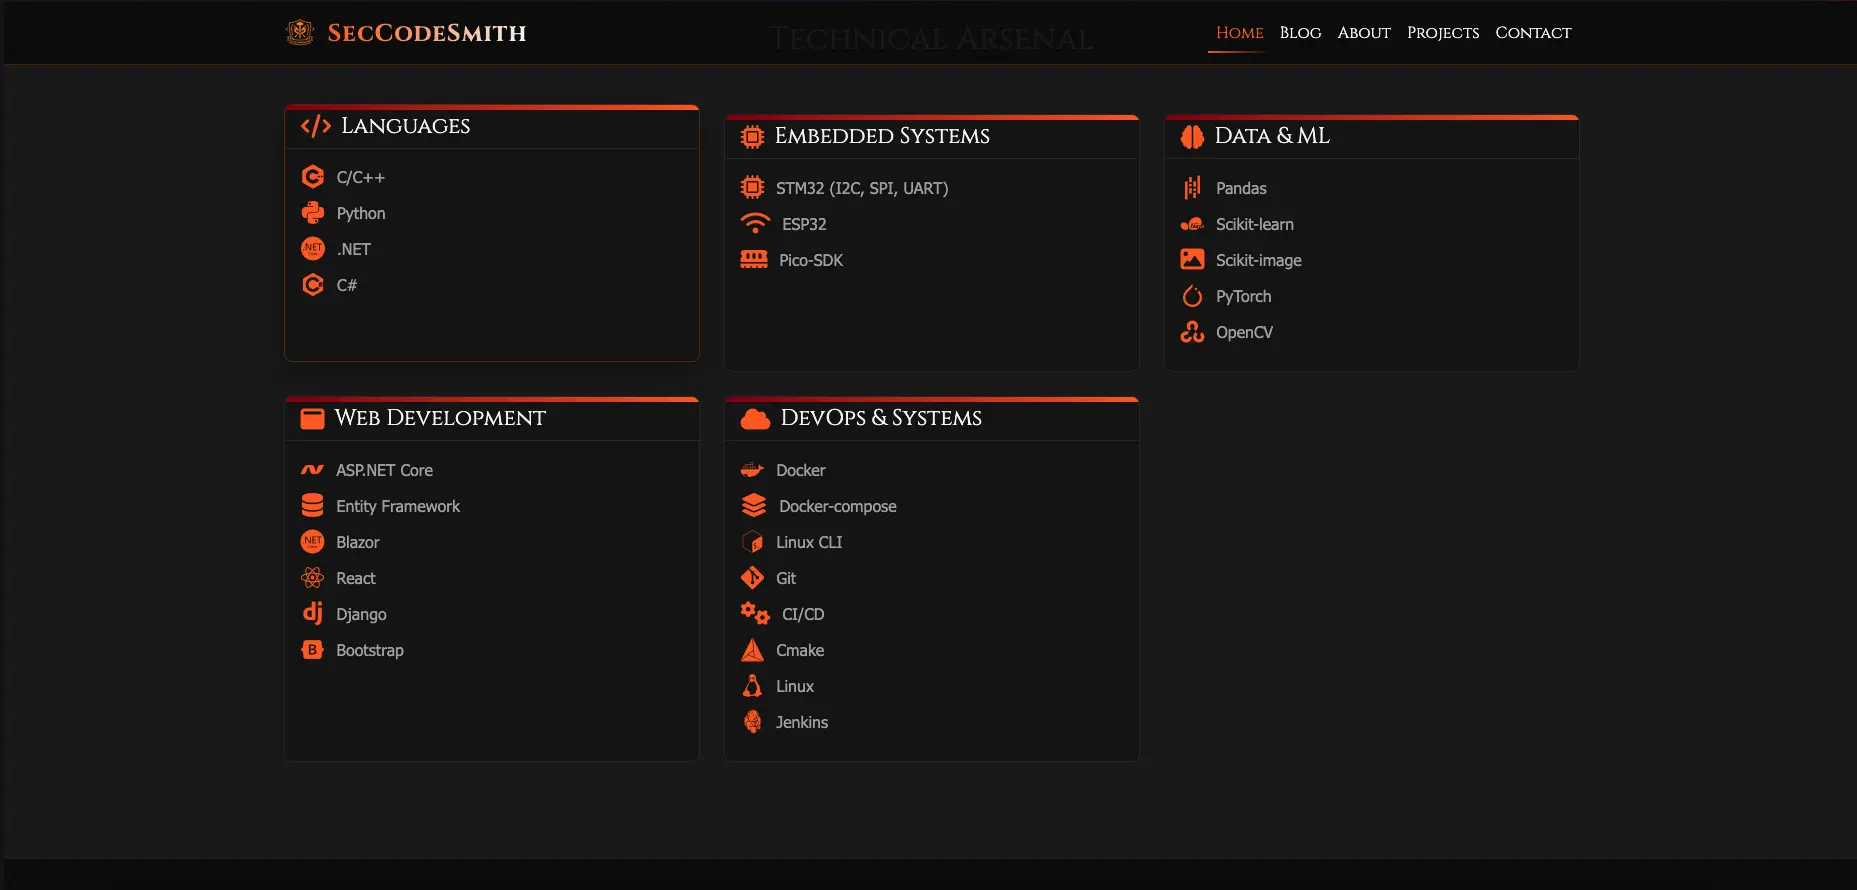 SecCodeSmith
Technical Arsenal
Home Blog About Projects Contact
Languages
C/C++
Python
.NET
C#
Embedded Systems
STM32 (I2C, SPI, UART)
ESP32
Pico-SDK
Data & ML
Pandas
Scikit-learn
Scikit-image
PyTorch
OpenCV
Web Development
ASP.NET Core
Entity Framework
Blazor
React
Django
Bootstrap
DevOps & Systems
Docker
Docker-compose
Linux CLI
Git
CI/CD
Cmake
Linux
Jenkins